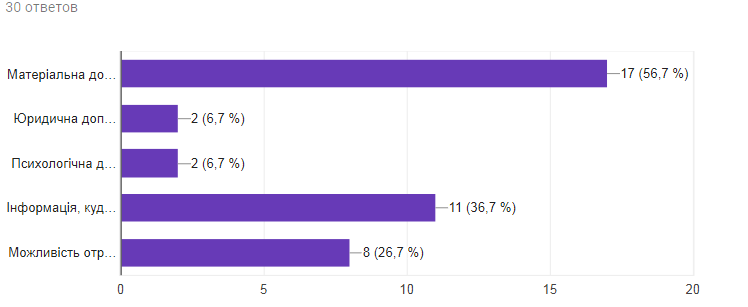 30 ответов
Матеріальна до...
17 (56,7 %)
Юридична доп...
2 (6,7 %)
Психологічна д...
2 (6,7 %)
Інформація, куд...
11 (36,7 %)
Можливість отр...
8 (26,7 %)
0 5 10 15 20